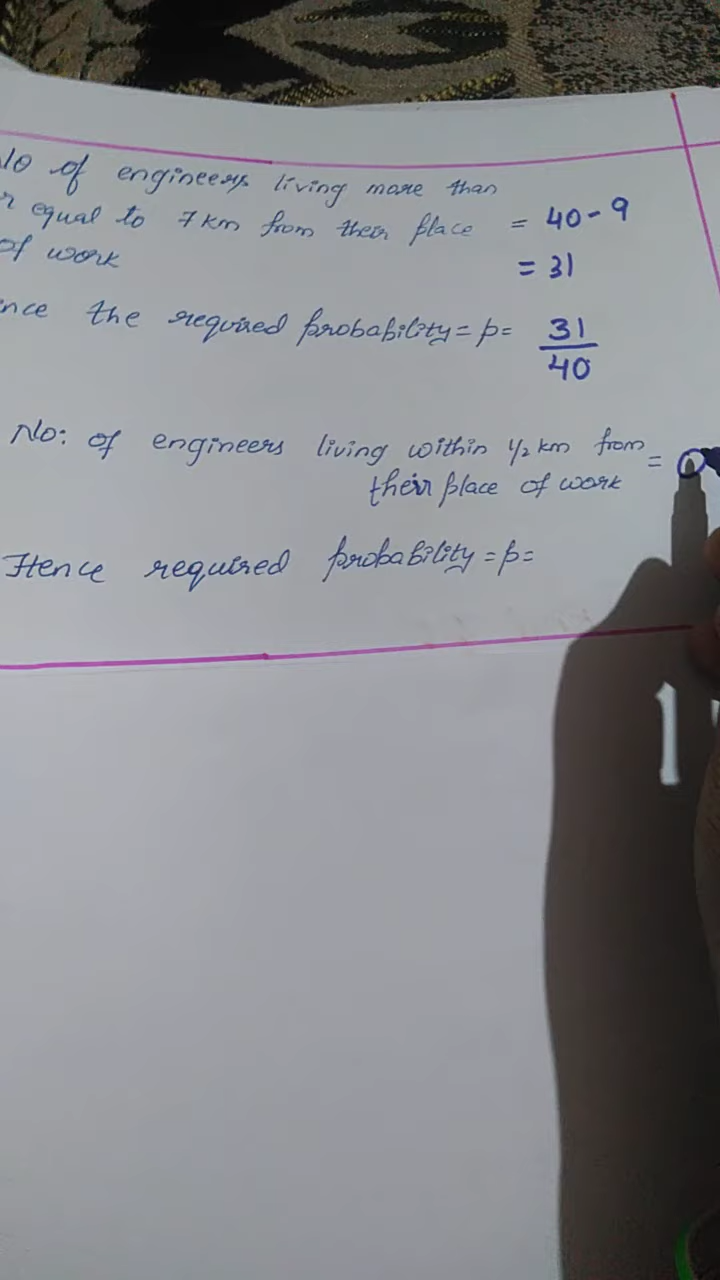 No of engineers living more than
r equal to 7 km from their place = 40 - 9
of work = 31
nce the required probability = p = 31/40
No: of engineers living within 1/2 km from
their place of work = 0
Hence required probability = p =